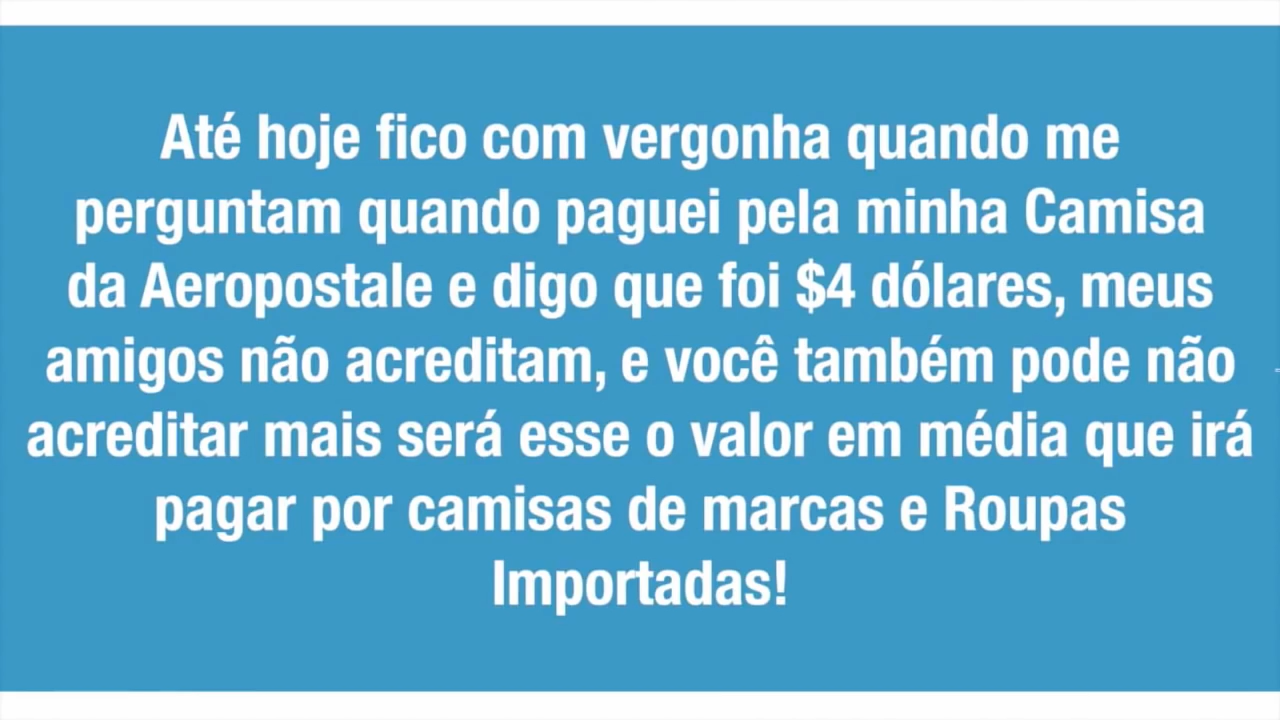 Até hoje fico com vergonha quando me
perguntam quando paguei pela minha Camisa
da Aeropostale e digo que foi $4 dólares, meus
amigos não acreditam, e você também pode não
acreditar mais será esse o valor em média que irá
pagar por camisas de marcas e Roupas
Importadas!